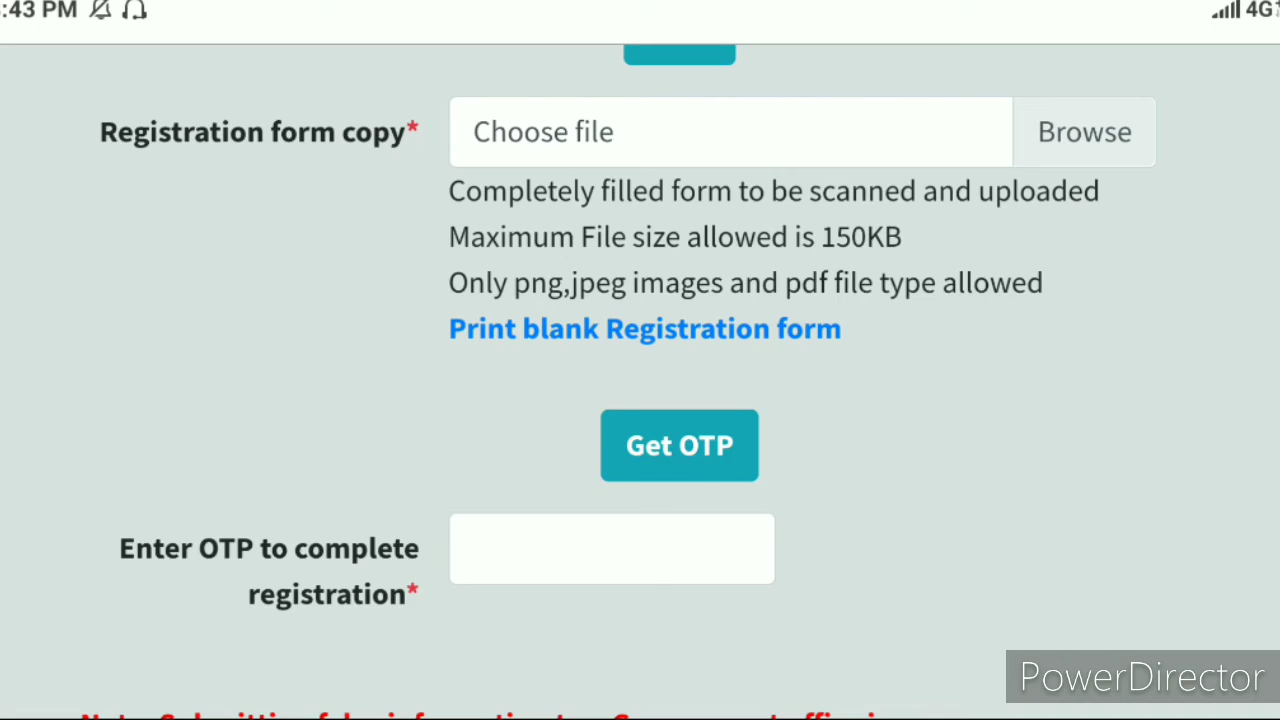 :43 PM 4G
Registration form copy* Choose file Browse
Completely filled form to be scanned and uploaded
Maximum File size allowed is 150KB
Only png,jpeg images and pdf file type allowed
Print blank Registration form
Get OTP
Enter OTP to complete
registration*
PowerDirector